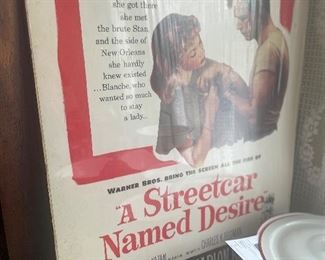 she got there
she met
the brute Stan
and the side of
New Orleans
she hardly
knew existed
...Blanche, who
wanted so much
to stay
a lady...
WARNER BROS. BRING THE SCREEN ALL THE FIRE OF
"A Streetcar
Named Desire"
CHARLES K.